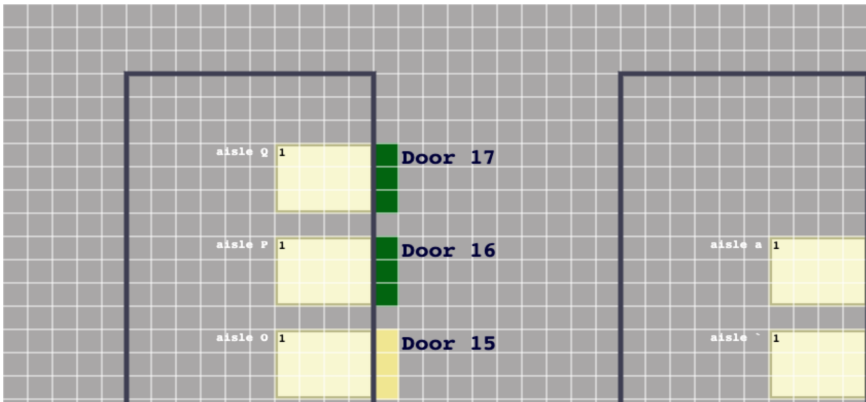 aisle Q 1 Door 17
aisle P 1 Door 16
aisle a 1
aisle O 1 Door 15
aisle ` 1